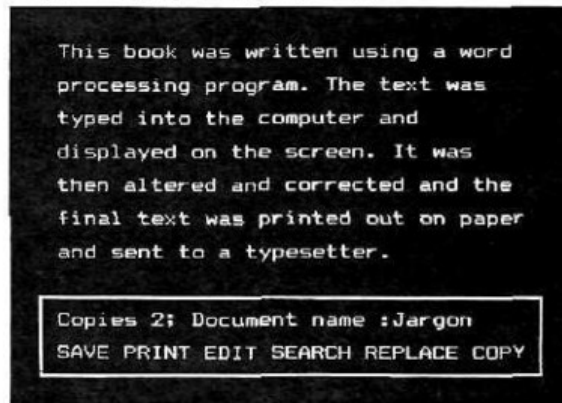 This book was written using a word
processing program. The text was
typed into the computer and
displayed on the screen. It was
then altered and corrected and the
final text was printed out on paper
and sent to a typesetter.
Copies 2; Document name :Jargon
SAVE PRINT EDIT SEARCH REPLACE COPY